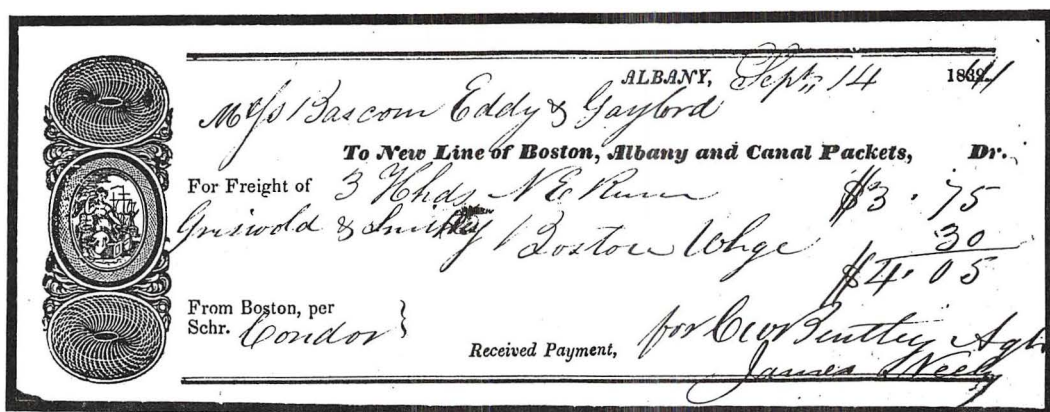 ALBANY, Sept. 14 1841
Mess Bascom Eddy & Gaylord
To New Line of Boston, Albany and Canal Packets, Dr.
For Freight of 3 Hhds N E Rum $3.75
Griswold & Smith Boston Whge 30
$4.05
From Boston, per
Schr. Condor }
Received Payment, for Geo Bentley Agt
James Neely